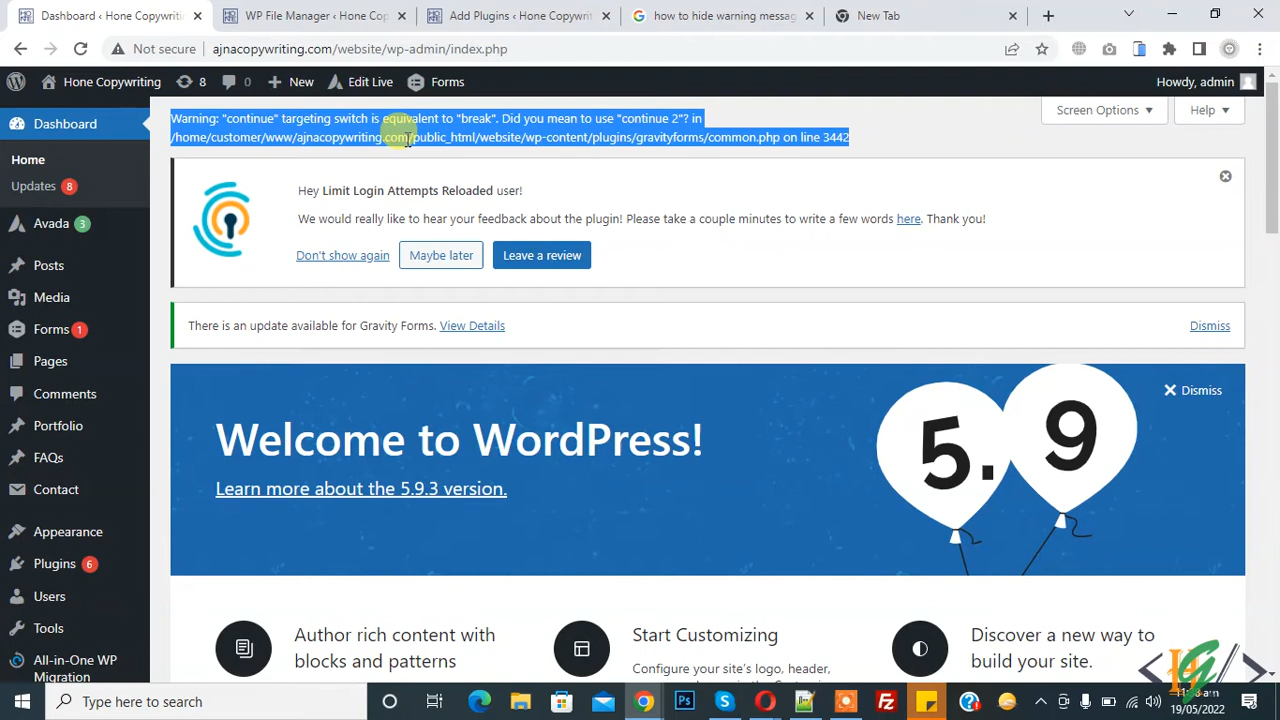 Dashboard ‹ Hone Copywritin
WP File Manager ‹ Hone Copywrit
Add Plugins ‹ Hone Copywriting
how to hide warning messag
New Tab
Not secure
ajnacopywriting.com/website/wp-admin/index.php
Hone Copywriting
8
0
New
Edit Live
Forms
Howdy, admin
Screen Options
Help
Dashboard
Home
Updates 8
Avada 3
Posts
Media
Forms 1
Pages
Comments
Portfolio
FAQs
Contact
Appearance
Plugins 6
Users
Tools
All-in-One WP
Migration
Warning: "continue" targeting switch is equivalent to "break". Did you mean to use "continue 2"? in
/home/customer/www/ajnacopywriting.com/public_html/website/wp-content/plugins/gravityforms/common.php on line 3442
Hey Limit Login Attempts Reloaded user!
We would really like to hear your feedback about the plugin! Please take a couple minutes to write a few words here. Thank you!
Don't show again
Maybe later
Leave a review
There is an update available for Gravity Forms. View Details
Dismiss
Welcome to WordPress!
Learn more about the 5.9.3 version.
5.9
Dismiss
Author rich content with
blocks and patterns
Start Customizing
Configure your site's logo, header,
Discover a new way to
build your site.
Type here to search
19/05/2022